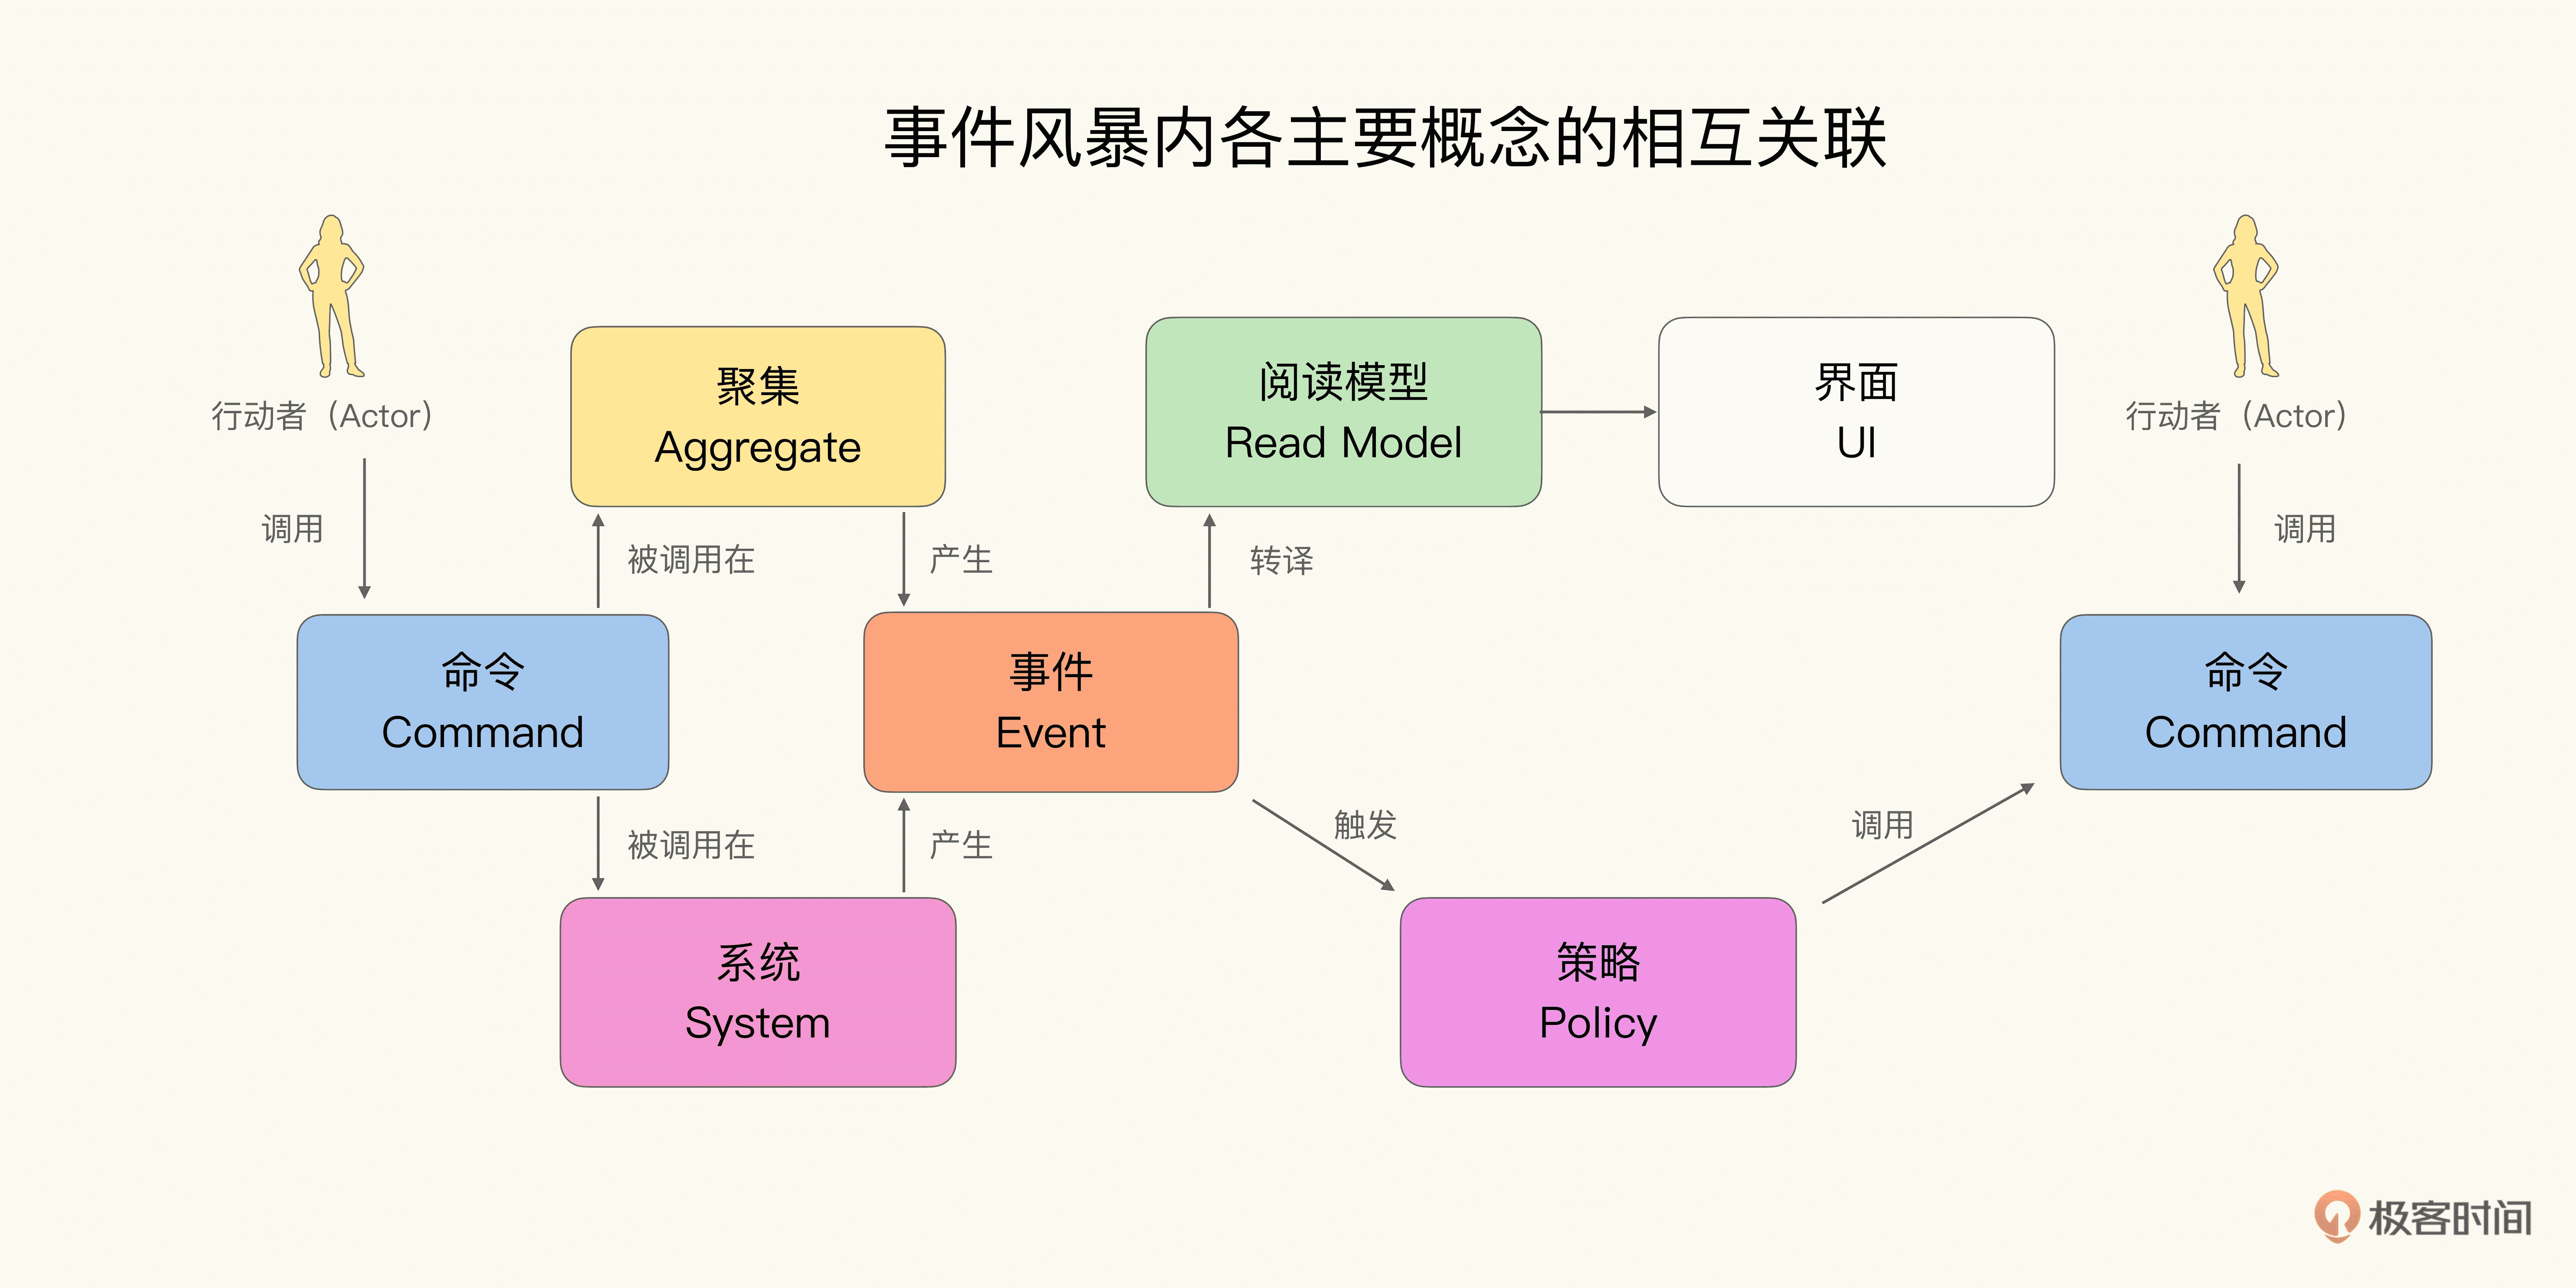 事件风暴内各主要概念的相互关联
行动者（Actor）
聚集
Aggregate
阅读模型
Read Model
界面
UI
行动者（Actor）
调用
被调用在
产生
转译
调用
命令
Command
事件
Event
命令
Command
被调用在
产生
触发
调用
系统
System
策略
Policy
极客时间